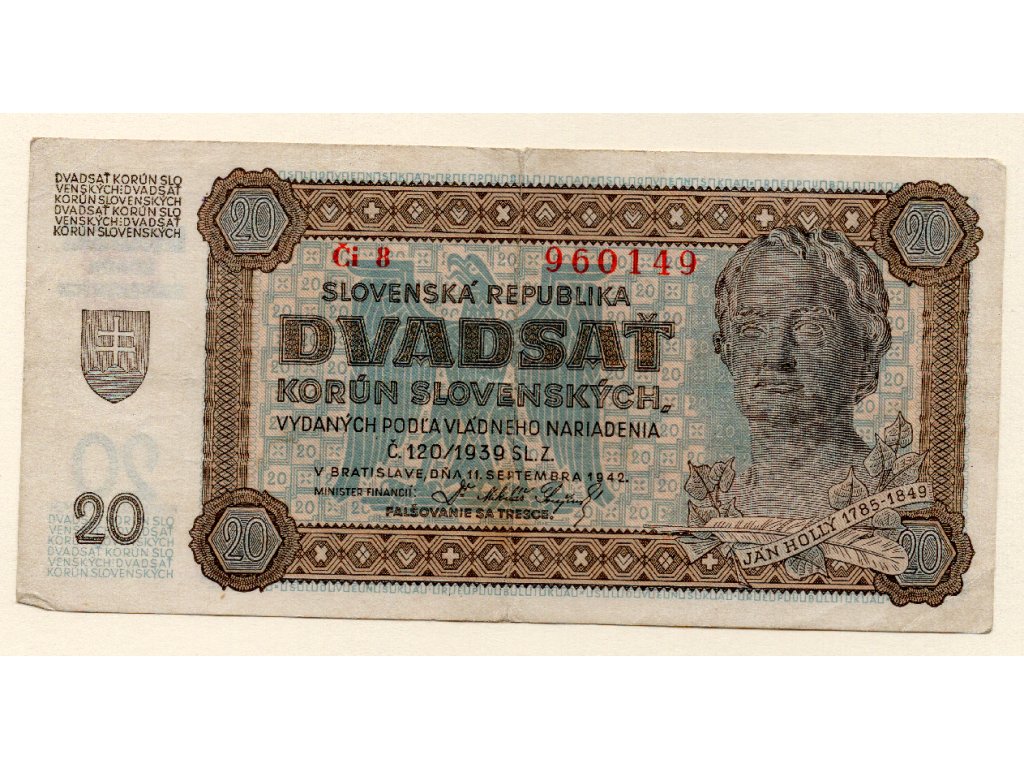 DVADSAŤ KORÚN SLO
VENSKÝCH:DVADSAŤ
KORÚN SLOVENSKÝCH
DVADSAŤ KORÚN SLO
VENSKÝCH:DVADSAŤ
KORÚN SLOVENSKÝCH
20
20
Či 8 960149
SLOVENSKÁ REPUBLIKA
DVADSAŤ
KORÚN SLOVENSKÝCH,
VYDANÝCH PODĽA VLÁDNEHO NARIADENIA
Č. 120/1939 SL. Z.
V BRATISLAVE, DŇA 11. SEPTEMBRA 1942.
MINISTER FINANCIÍ:
FALŠOVANIE SA TRESCE.
JÁN HOLLÝ 1785-1849
20
20
20
20
DVADSAŤ KORÚN SLO
VENSKÝCH:DVADSAŤ
KORÚN SLOVENSKÝCH
DVADSAŤ KORÚN SLO
VENSKÝCH:DVADSAŤ
KORÚN SLOVENSKÝCH